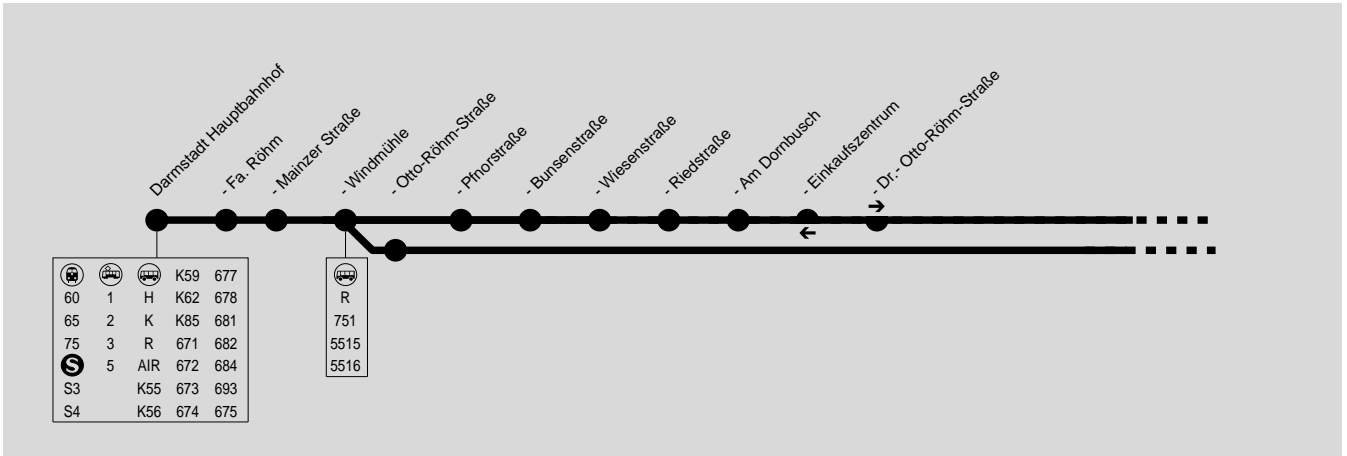 Darmstadt Hauptbahnhof
- Fa. Röhm
- Mainzer Straße
- Windmühle
- Otto-Röhm-Straße
- Pfnorstraße
- Bunsenstraße
- Wiesenstraße
- Riedstraße
- Am Dornbusch
- Einkaufszentrum
- Dr.- Otto-Röhm-Straße
K59 677
60 1 H K62 678
65 2 K K85 681
75 3 R 671 682
S 5 AIR 672 684
S3 K55 673 693
S4 K56 674 675
R
751
5515
5516